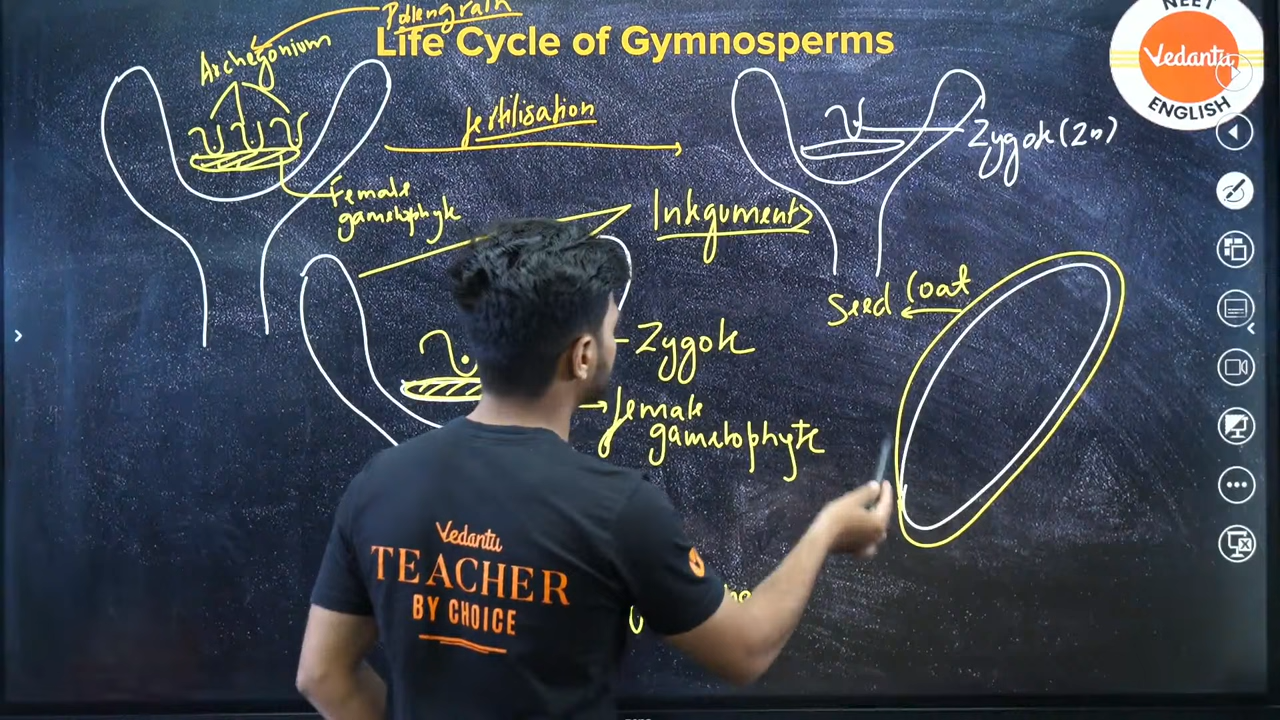 Pollengrain
Life Cycle of Gymnosperms
NEET
Vedantu
ENGLISH
Archegonium
fertilisation
Zygote (2n)
Female
gametophyte
Integuments
Seed Coat
Zygote
female
gametophyte
Vedantu
TEACHER
BY CHOICE